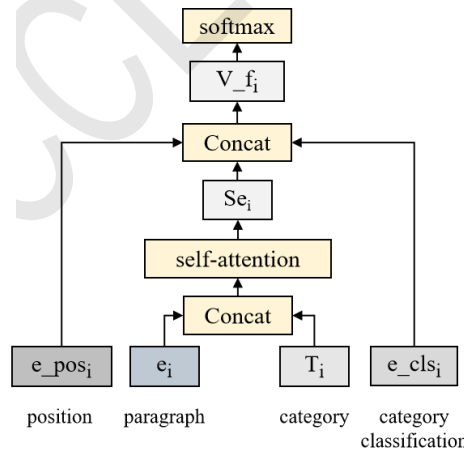 softmax
V_f_i
Concat
Se_i
self-attention
Concat
e_pos_i
e_i
T_i
e_cls_i
position
paragraph
category
category
classification